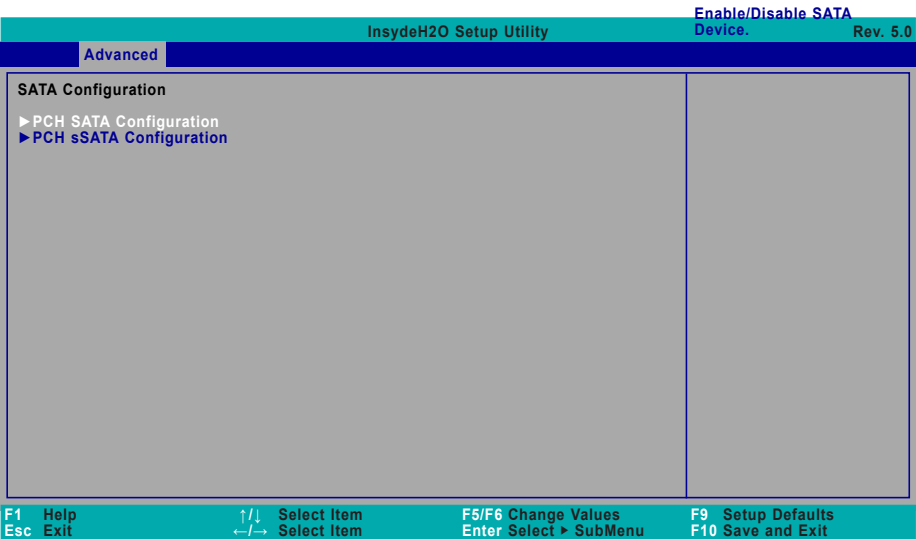 Enable/Disable SATA
Device.
InsydeH2O Setup Utility
Rev. 5.0
Advanced
SATA Configuration
►PCH SATA Configuration
►PCH sSATA Configuration
F1 Help ↑/↓ Select Item F5/F6 Change Values F9 Setup Defaults
Esc Exit ←/→ Select Item Enter Select ► SubMenu F10 Save and Exit